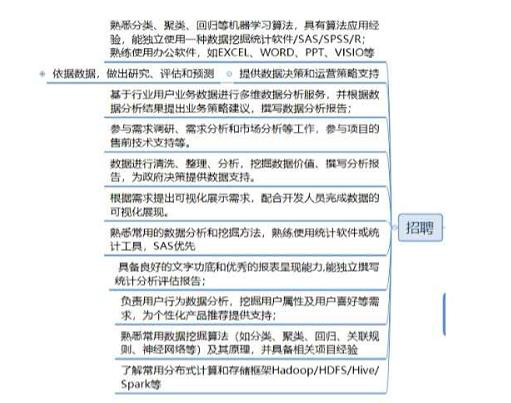 熟悉分类、聚类、回归等机器学习算法，具有算法应用经
验，能独立使用一种数据挖掘统计软件/SAS/SPSS/R；
熟练使用办公软件，如EXCEL、WORD、PPT、VISIO等
依据数据，做出研究、评估和预测 提供数据决策和运营策略支持
基于行业用户业务数据进行多维数据分析服务，并根据数
据分析结果提出业务策略建议，撰写数据分析报告；
参与需求调研、需求分析和市场分析等工作，参与项目的
售前技术支持等。
数据进行清洗、整理、分析，挖掘数据价值、撰写分析报
告，为政府决策提供数据支持。
根据需求提出可视化展示需求，配合开发人员完成数据的
可视化展现。
招聘
熟悉常用的数据分析和挖掘方法，熟练使用统计软件或统
计工具，SAS优先
具备良好的文字功底和优秀的报表呈现能力,能独立撰写
统计分析评估报告；
负责用户行为数据分析，挖掘用户属性及用户喜好等需
求，为个性化产品推荐提供支持；
熟悉常用数据挖掘算法（如分类、聚类、回归、关联规
则、神经网络等）及其原理，并具备相关项目经验
了解常用分布式计算和存储框架Hadoop/HDFS/Hive/
Spark等